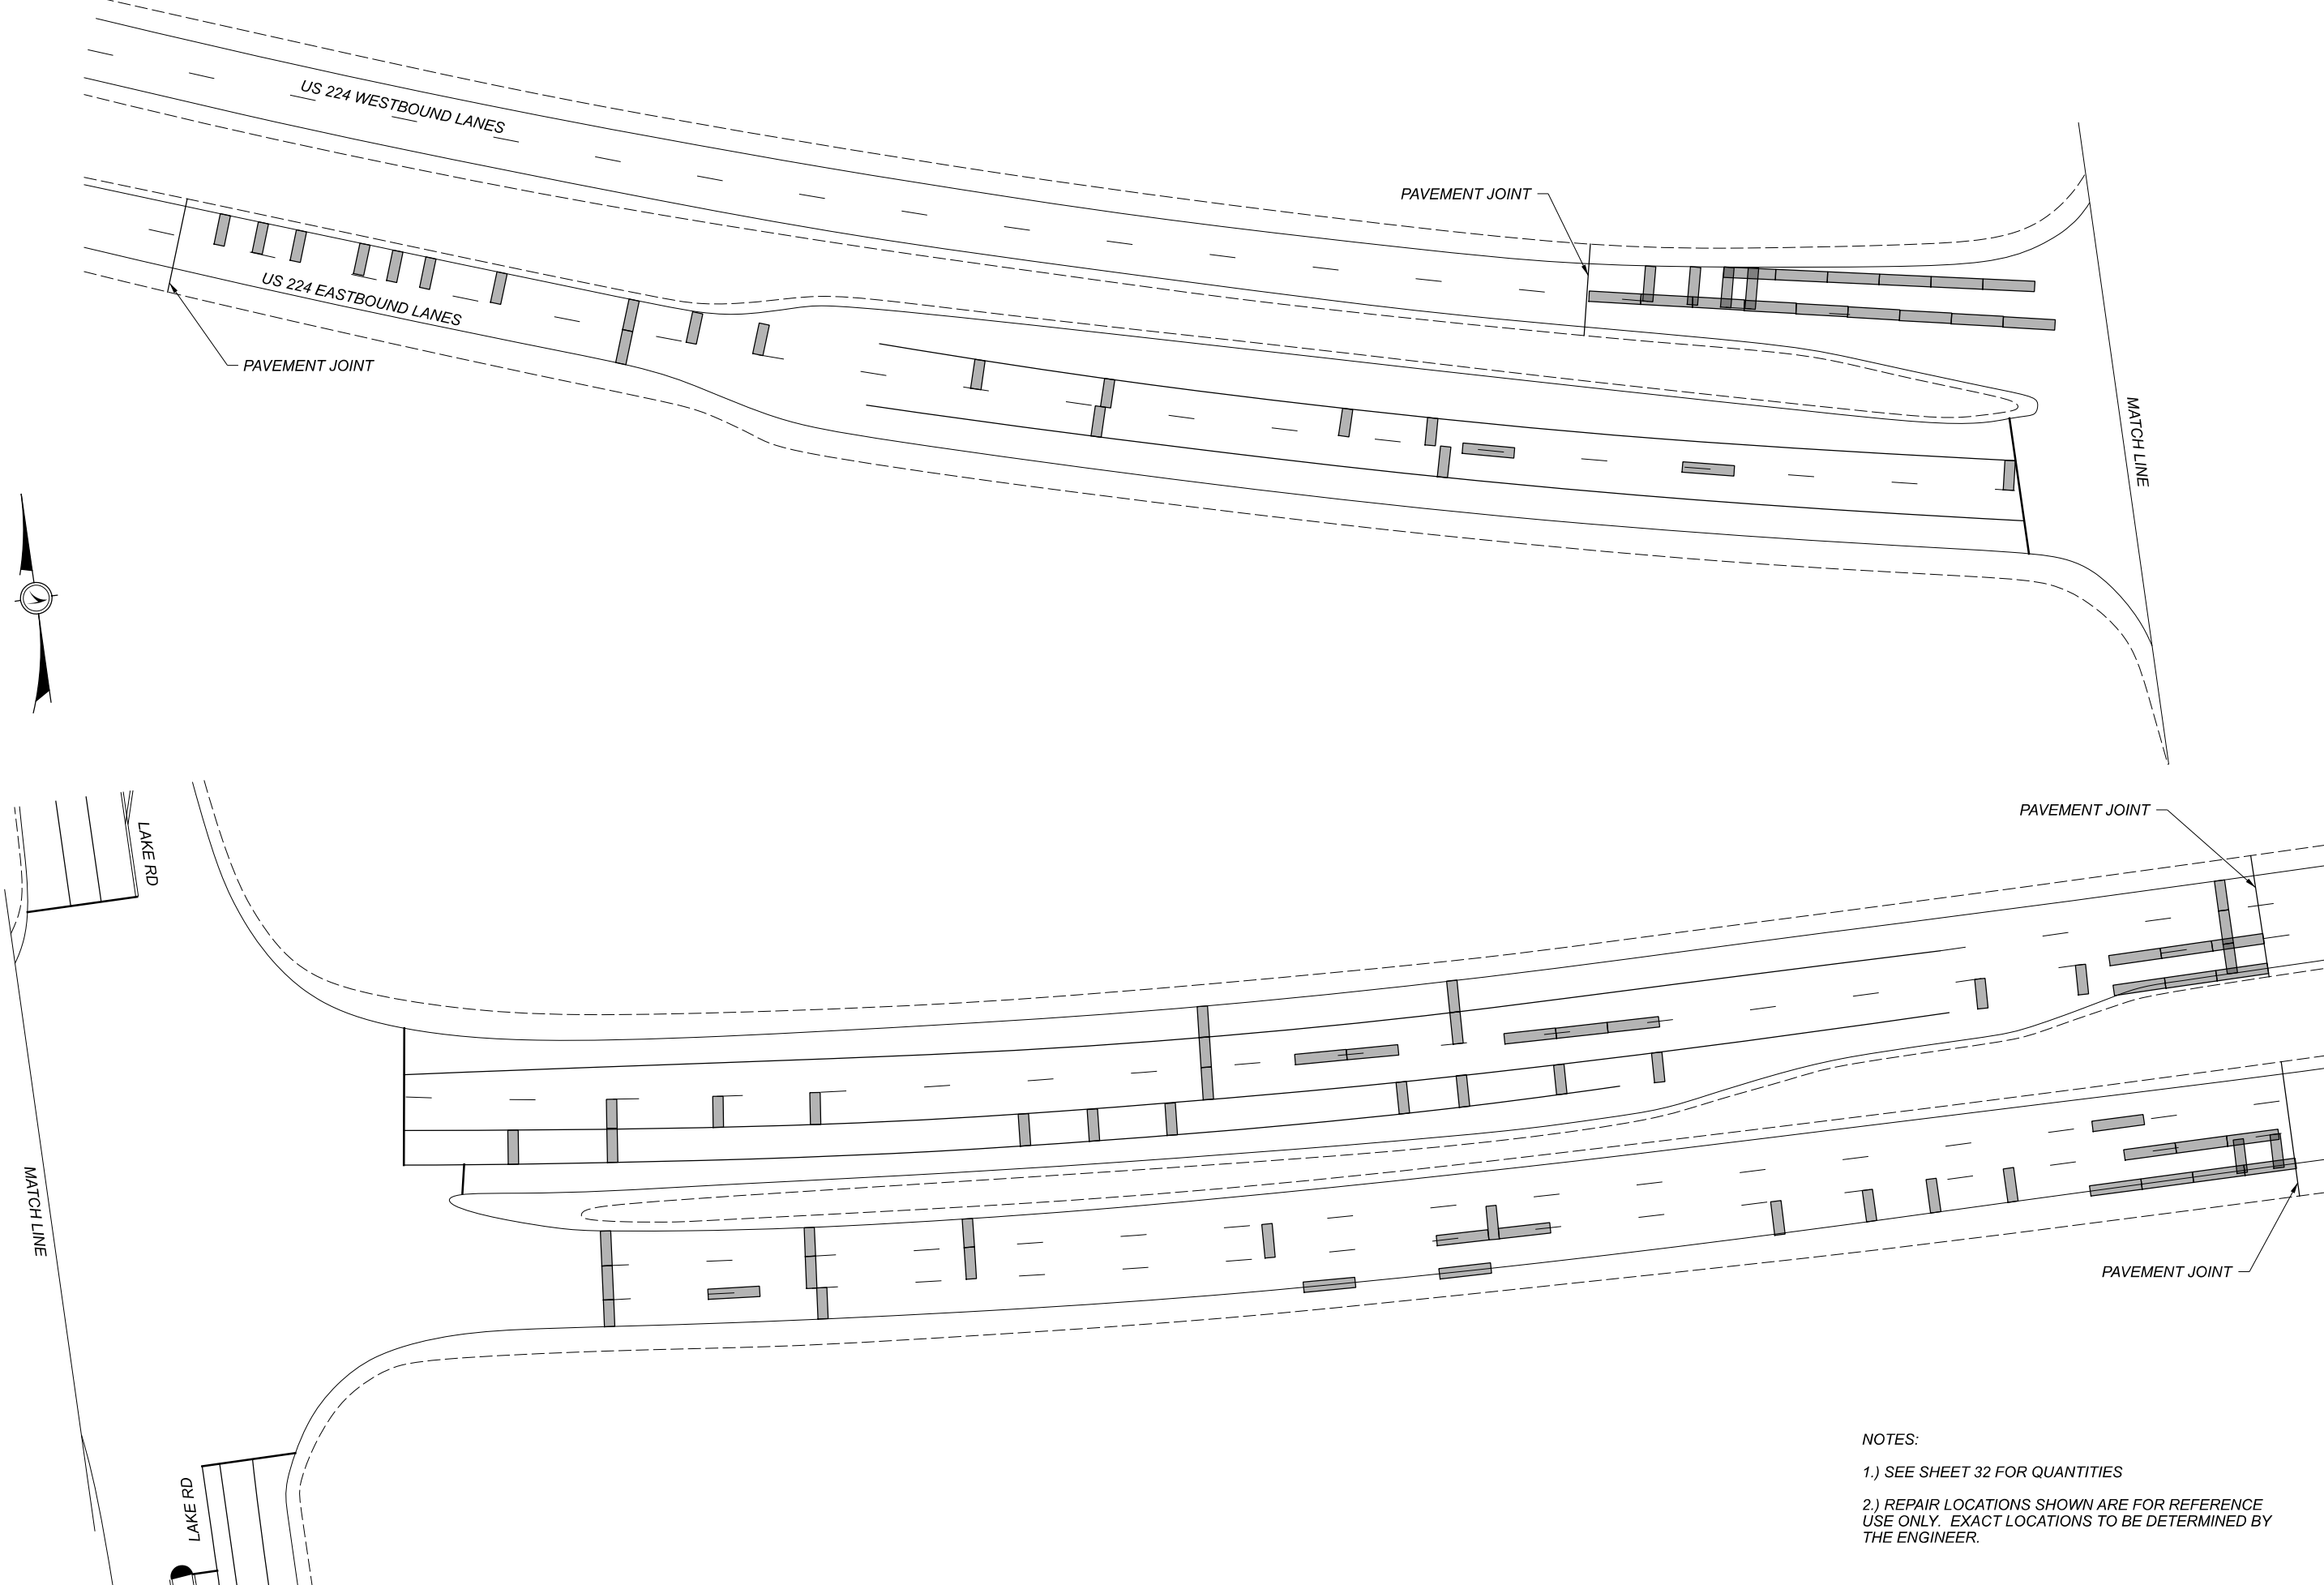 US 224 WESTBOUND LANES
PAVEMENT JOINT
US 224 EASTBOUND LANES
PAVEMENT JOINT
MATCH LINE
LAKE RD
PAVEMENT JOINT
MATCH LINE
PAVEMENT JOINT
LAKE RD
NOTES:
1.) SEE SHEET 32 FOR QUANTITIES
2.) REPAIR LOCATIONS SHOWN ARE FOR REFERENCE
USE ONLY. EXACT LOCATIONS TO BE DETERMINED BY
THE ENGINEER.